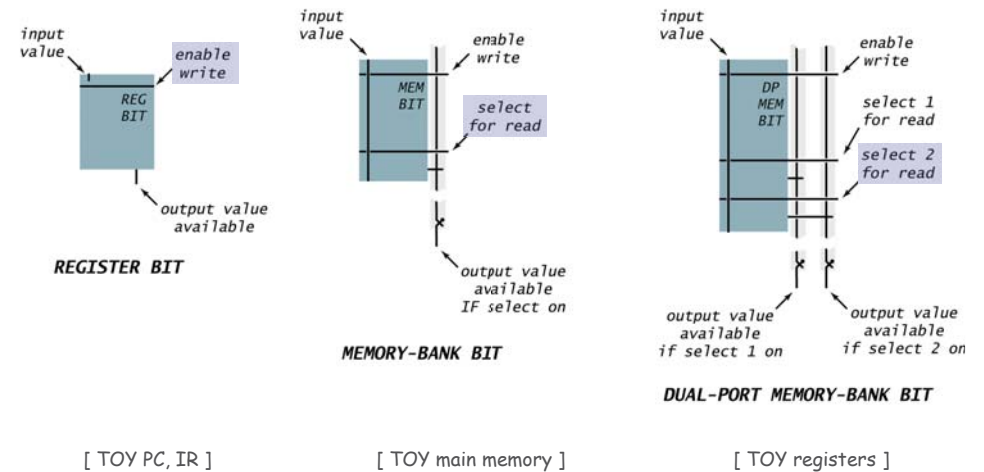 input
value
enable
write
REG
BIT
output value
available
REGISTER BIT
[ TOY PC, IR ]
input
value
enable
write
MEM
BIT
select
for read
output value
available
IF select on
MEMORY-BANK BIT
[ TOY main memory ]
input
value
enable
write
DP
MEM
BIT
select 1
for read
select 2
for read
output value
available
if select 1 on
output value
available
if select 2 on
DUAL-PORT MEMORY-BANK BIT
[ TOY registers ]